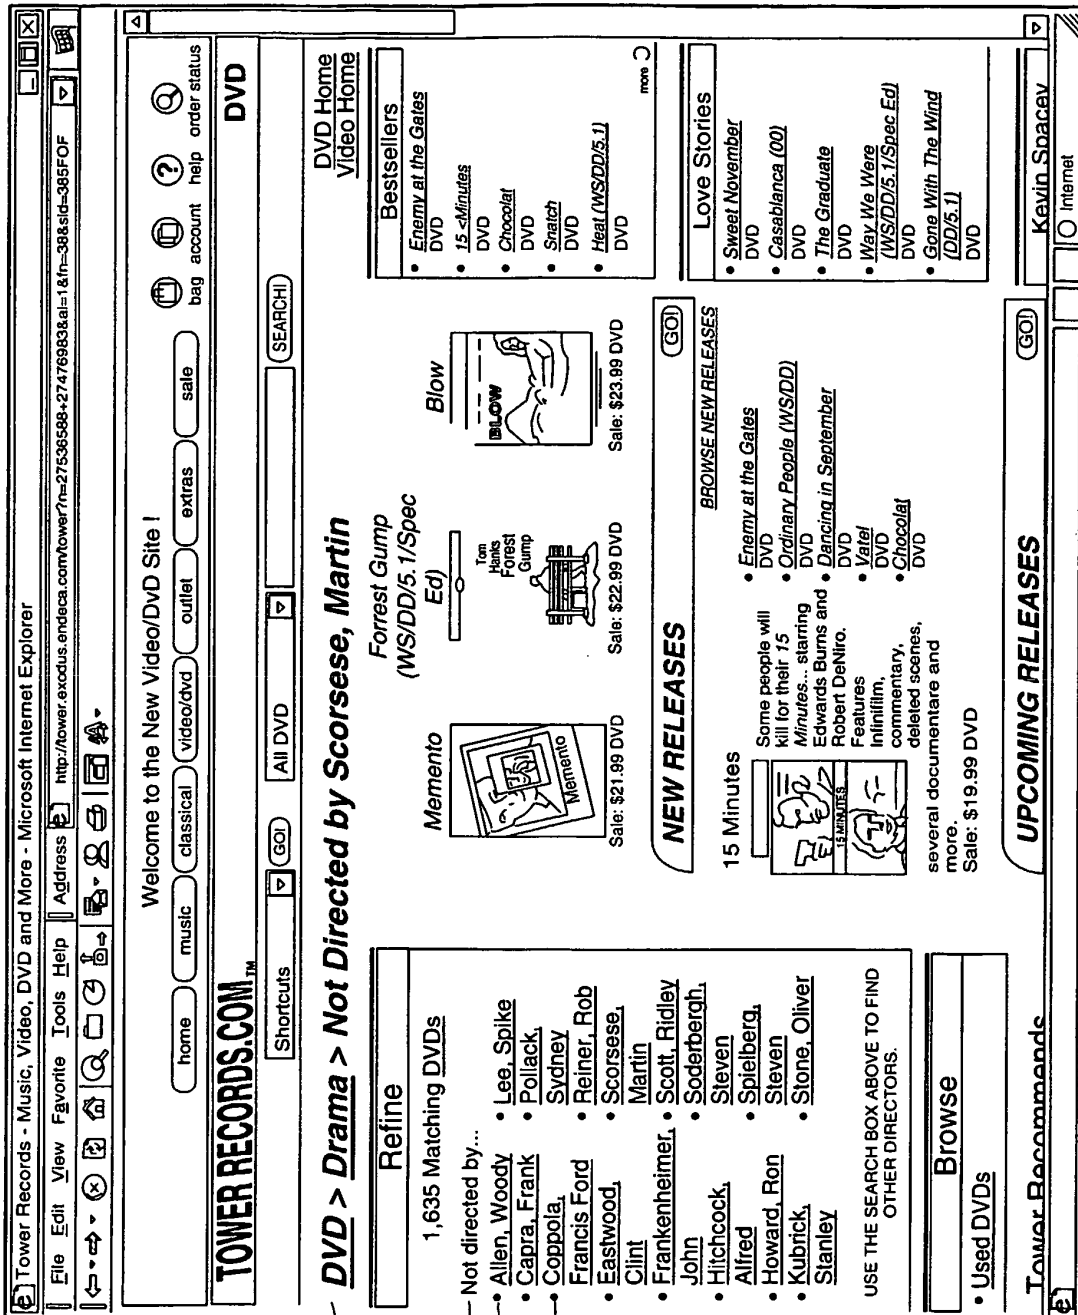 Tower Records - Music, Video, DVD and More - Microsoft Internet Explorer
File Edit View Favorite Tools Help
Address http://tower.exodus.endeca.com/tower?n=27536588+27476983&al=1&fn=38&sid=385FOF
Welcome to the New Video/DvD Site !
home music classical video/dvd outlet extras sale
bag account help order status
TOWER RECORDS.COM™
DVD
Shortcuts GO! All DVD SEARCH!
DVD > Drama > Not Directed by Scorsese, Martin
DVD Home
Video Home
Refine
1,635 Matching DVDs
Not directed by...
• Allen, Woody
• Capra, Frank
• Coppola,
Francis Ford
• Eastwood,
Clint
• Frankenheimer,
John
• Hitchcock,
Alfred
• Howard, Ron
• Kubrick,
Stanley
• Lee, Spike
• Pollack,
Sydney
• Reiner, Rob
• Scorsese,
Martin
• Scott, Ridley
• Soderbergh,
Steven
• Spielberg,
Steven
• Stone, Oliver
USE THE SEARCH BOX ABOVE TO FIND
OTHER DIRECTORS.
Browse
• Used DVDs
Tower Recommends
Memento
Memento
Sale: $21.99 DVD
Forrest Gump
(WS/DD/5.1/Spec
Ed)
Tom
Hanks
Forest
Gump
Sale: $22.99 DVD
Blow
BLOW
Sale: $23.99 DVD
NEW RELEASES
GO!
BROWSE NEW RELEASES
15 Minutes
15 MINUTES
Some people will
kill for their 15
Minutes... starring
Edwards Burns and
Robert DeNiro.
Features
Inlinifilm,
commentary,
deleted scenes,
several documentare and
more.
Sale: $19.99 DVD
• Enemy at the Gates
DVD
• Ordinary People (WS/DD)
DVD
• Dancing in September
DVD
• Vatel
DVD
• Chocolat
DVD
UPCOMING RELEASES
GO!
Bestsellers
• Enemy at the Gates
DVD
• 15 <Minutes
DVD
• Chocolat
DVD
• Snatch
DVD
• Heat (WS/DD/5.1)
DVD
more
Love Stories
• Sweet November
DVD
• Casablanca (00)
DVD
• The Graduate
DVD
• Way We Were
(WS/DD/5.1/Spec Ed)
DVD
• Gone With The Wind
(DD/5.1)
DVD
Kevin Spacey
Internet